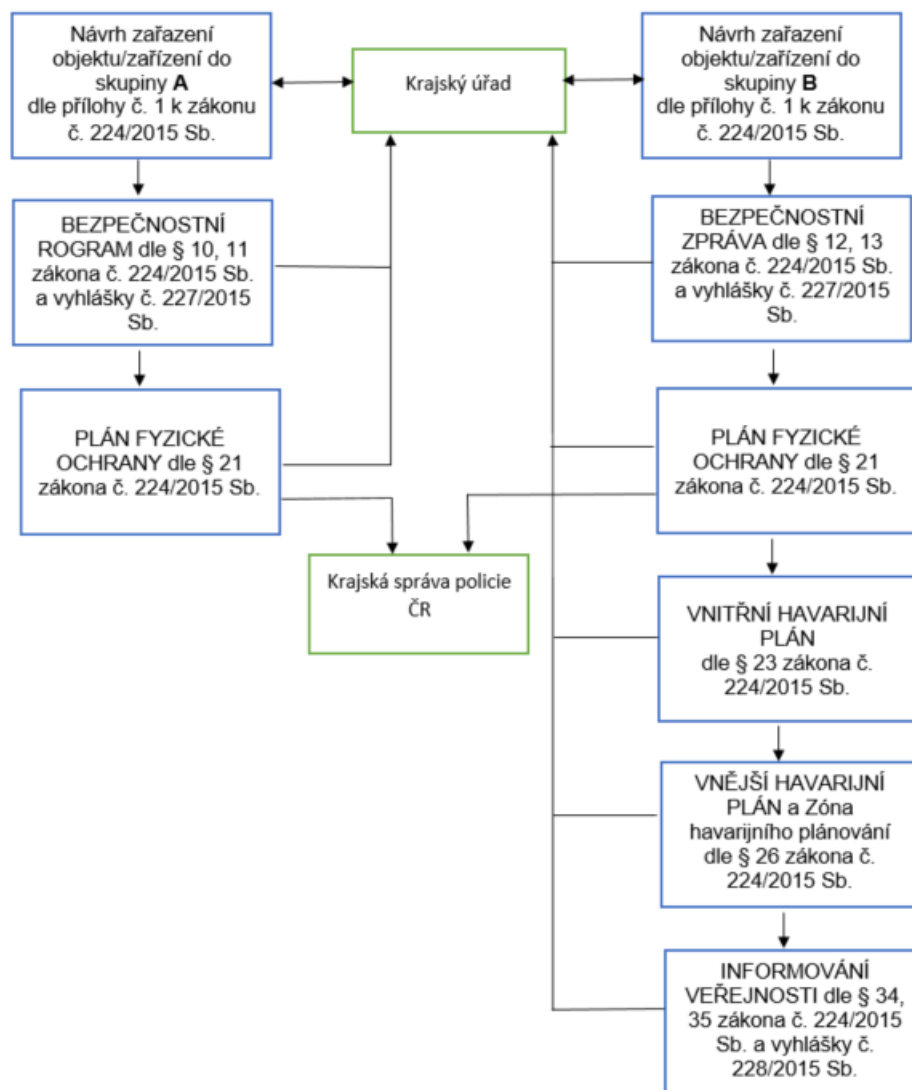 Návrh zařazení
objektu/zařízení do
skupiny A
dle přílohy č. 1 k zákonu
č. 224/2015 Sb.
Krajský úřad
Návrh zařazení
objektu/zařízení do
skupiny B
dle přílohy č. 1 k zákonu
č. 224/2015 Sb.
BEZPEČNOSTNÍ
ROGRAM dle § 10, 11
zákona č. 224/2015 Sb.
a vyhlášky č. 227/2015
Sb.
BEZPEČNOSTNÍ
ZPRÁVA dle § 12, 13
zákona č. 224/2015 Sb.
a vyhlášky č. 227/2015
Sb.
PLÁN FYZICKÉ
OCHRANY dle § 21
zákona č. 224/2015 Sb.
PLÁN FYZICKÉ
OCHRANY dle § 21
zákona č. 224/2015 Sb.
Krajská správa policie
ČR
VNITŘNÍ HAVARIJNÍ
PLÁN
dle § 23 zákona č.
224/2015 Sb.
VNĚJŠÍ HAVARIJNÍ
PLÁN a Zóna
havarijního plánování
dle § 26 zákona č.
224/2015 Sb.
INFORMOVÁNÍ
VEŘEJNOSTI dle § 34,
35 zákona č. 224/2015
Sb. a vyhlášky č.
228/2015 Sb.